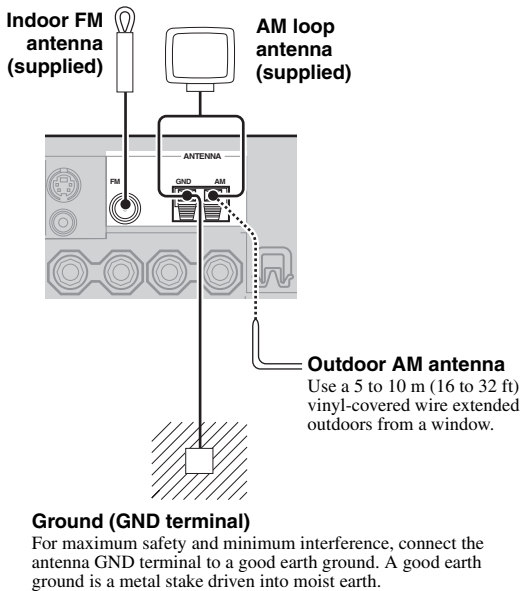 Indoor FM
antenna
(supplied)
AM loop
antenna
(supplied)
ANTENNA
FM
GND
AM
Outdoor AM antenna
Use a 5 to 10 m (16 to 32 ft)
vinyl-covered wire extended
outdoors from a window.
Ground (GND terminal)
For maximum safety and minimum interference, connect the
antenna GND terminal to a good earth ground. A good earth
ground is a metal stake driven into moist earth.